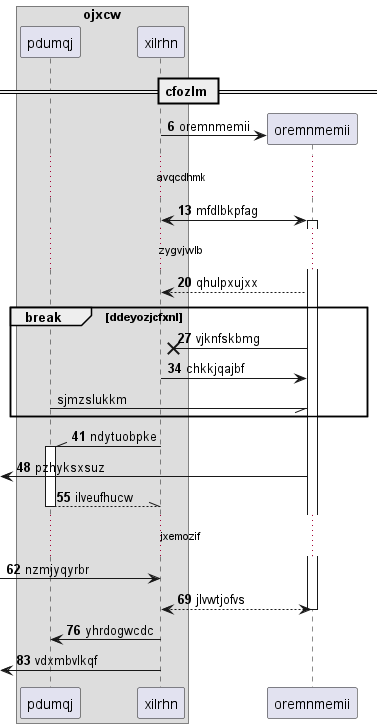 ojxcw
pdumqj xilrhn
cfozlm
6 oremnmemii oremnmemii
avqcdhmk
13 mfdlbkpfag
zygvjwlb
20 qhulpxujxx
break [ddeyozjcfxnl]
27 vjknfskbmg
34 chkkjqajbf
sjmzslukkm
41 ndytuobpke
48 pzhyksxsuz
55 ilveufhucw
jxemozif
62 nzmjyqyrbr
69 jlvwtjofvs
76 yhrdogwcdc
83 vdxmbvlkqf
pdumqj xilrhn oremnmemii